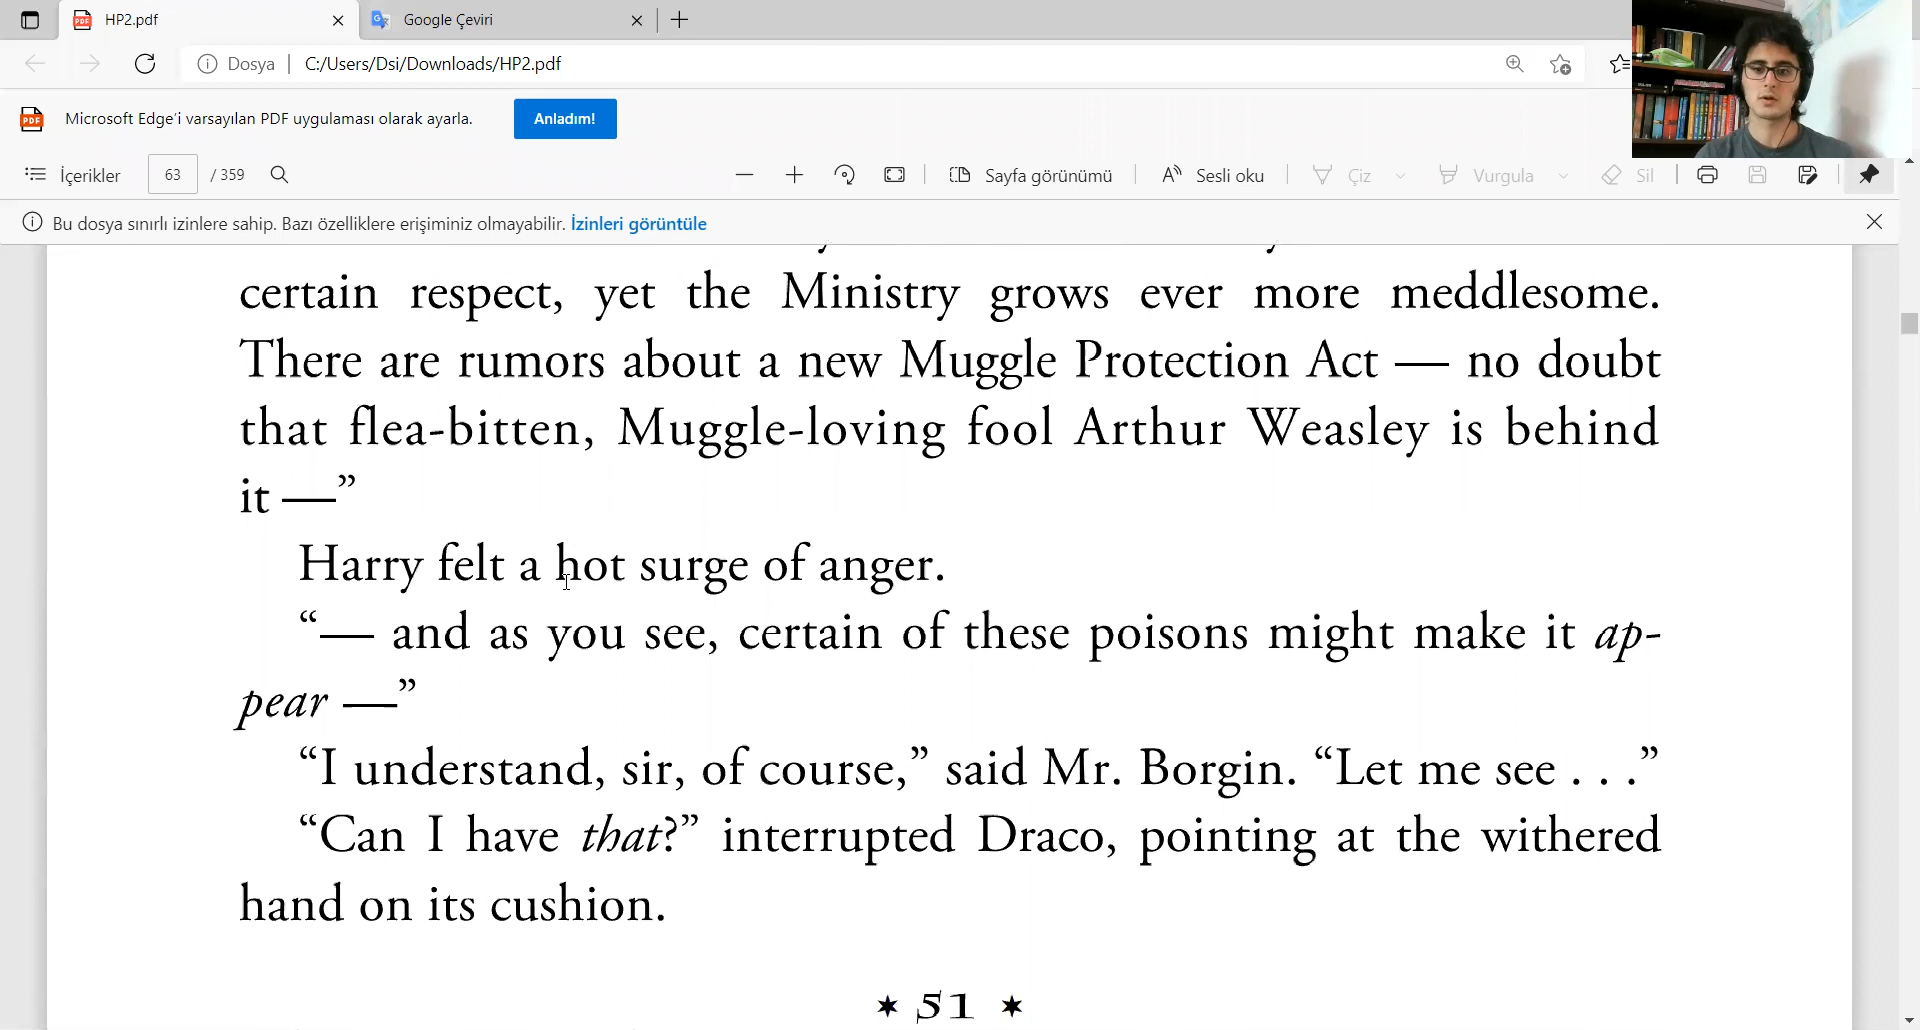 HP2.pdf
Google Çeviri
Dosya
C:/Users/Dsi/Downloads/HP2.pdf
Microsoft Edge'i varsayılan PDF uygulaması olarak ayarla.
Anladım!
İçerikler 63 / 359
Sayfa görünümü
Sesli oku
Çiz
Vurgula
Sil
Bu dosya sınırlı izinlere sahip. Bazı özelliklere erişiminiz olmayabilir. İzinleri görüntüle
certain respect, yet the Ministry grows ever more meddlesome.
There are rumors about a new Muggle Protection Act — no doubt
that flea-bitten, Muggle-loving fool Arthur Weasley is behind
it —”
Harry felt a hot surge of anger.
“— and as you see, certain of these poisons might make it ap-
pear —”
“I understand, sir, of course,” said Mr. Borgin. “Let me see . . .”
“Can I have that?” interrupted Draco, pointing at the withered
hand on its cushion.
★ 51 ★